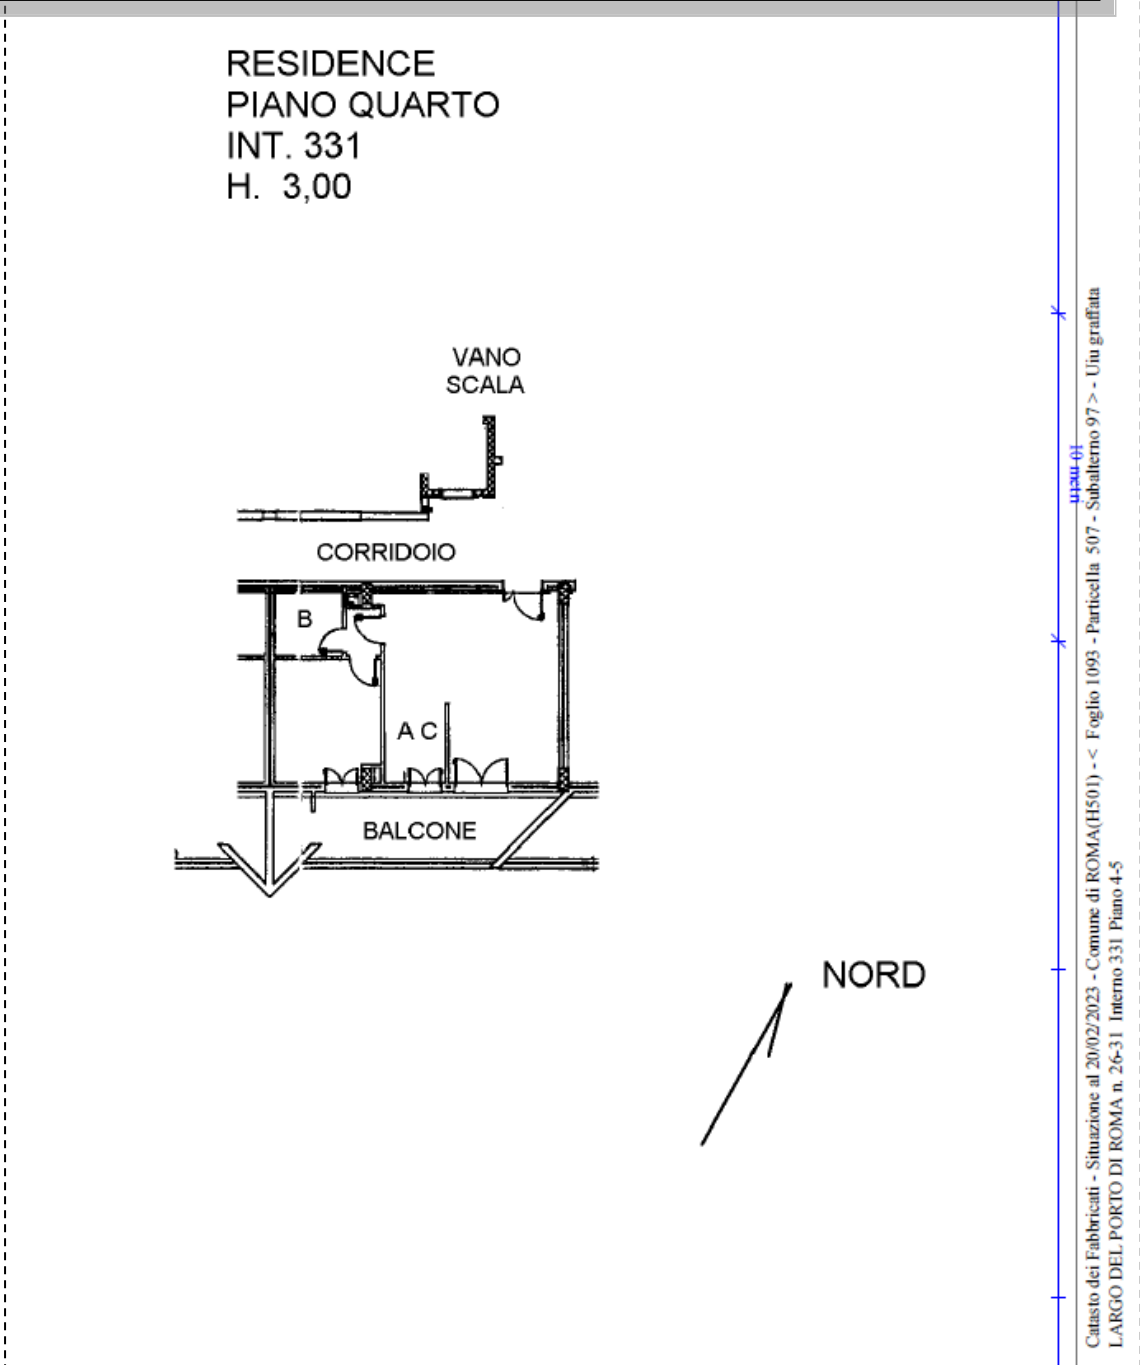 RESIDENCE
PIANO QUARTO
INT. 331
H. 3,00
VANO
SCALA
CORRIDOIO
B
A C
BALCONE
NORD
10 metri
Catasto dei Fabbricati - Situazione al 20/02/2023 - Comune di ROMA(H501) - < Foglio 1093 - Particella 507 - Subalterno 97 > - Uiu graffata
LARGO DEL PORTO DI ROMA n. 26-31 Interno 331 Piano 4-5